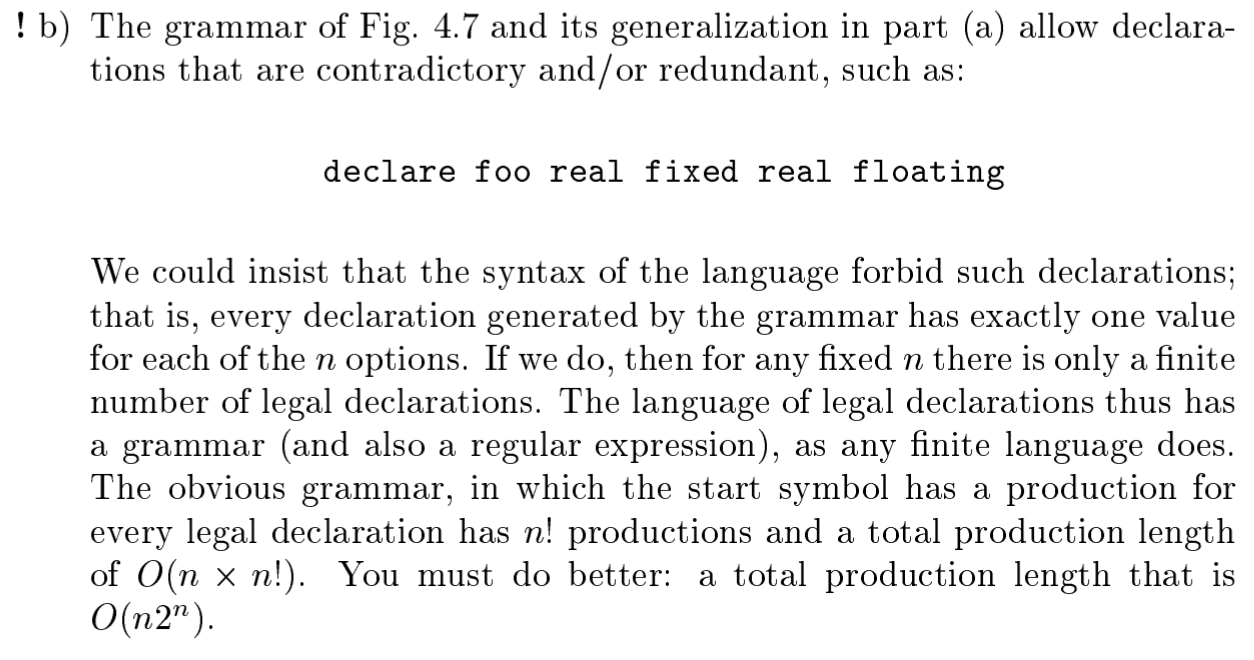 ! b) The grammar of Fig. 4.7 and its generalization in part (a) allow declara-
tions that are contradictory and/or redundant, such as:
declare foo real fixed real floating
We could insist that the syntax of the language forbid such declarations;
that is, every declaration generated by the grammar has exactly one value
for each of the n options. If we do, then for any fixed n there is only a finite
number of legal declarations. The language of legal declarations thus has
a grammar (and also a regular expression), as any finite language does.
The obvious grammar, in which the start symbol has a production for
every legal declaration has n! productions and a total production length
of O(n × n!). You must do better: a total production length that is
O(n2ⁿ).